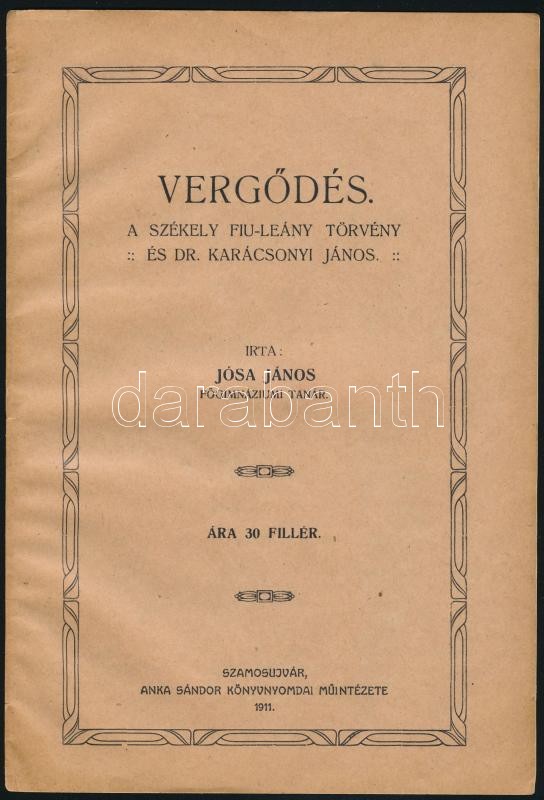 VERGŐDÉS.
A SZÉKELY FIU-LEÁNY TÖRVÉNY
:: ÉS DR. KARÁCSONYI JÁNOS. ::
IRTA:
JÓSA JÁNOS
FŐGIMNÁZIUMI TANÁR.
darabanth
ÁRA 30 FILLÉR.
SZAMOSUJVÁR,
ANKA SÁNDOR KÖNYVNYOMDAI MŰINTÉZETE
1911.